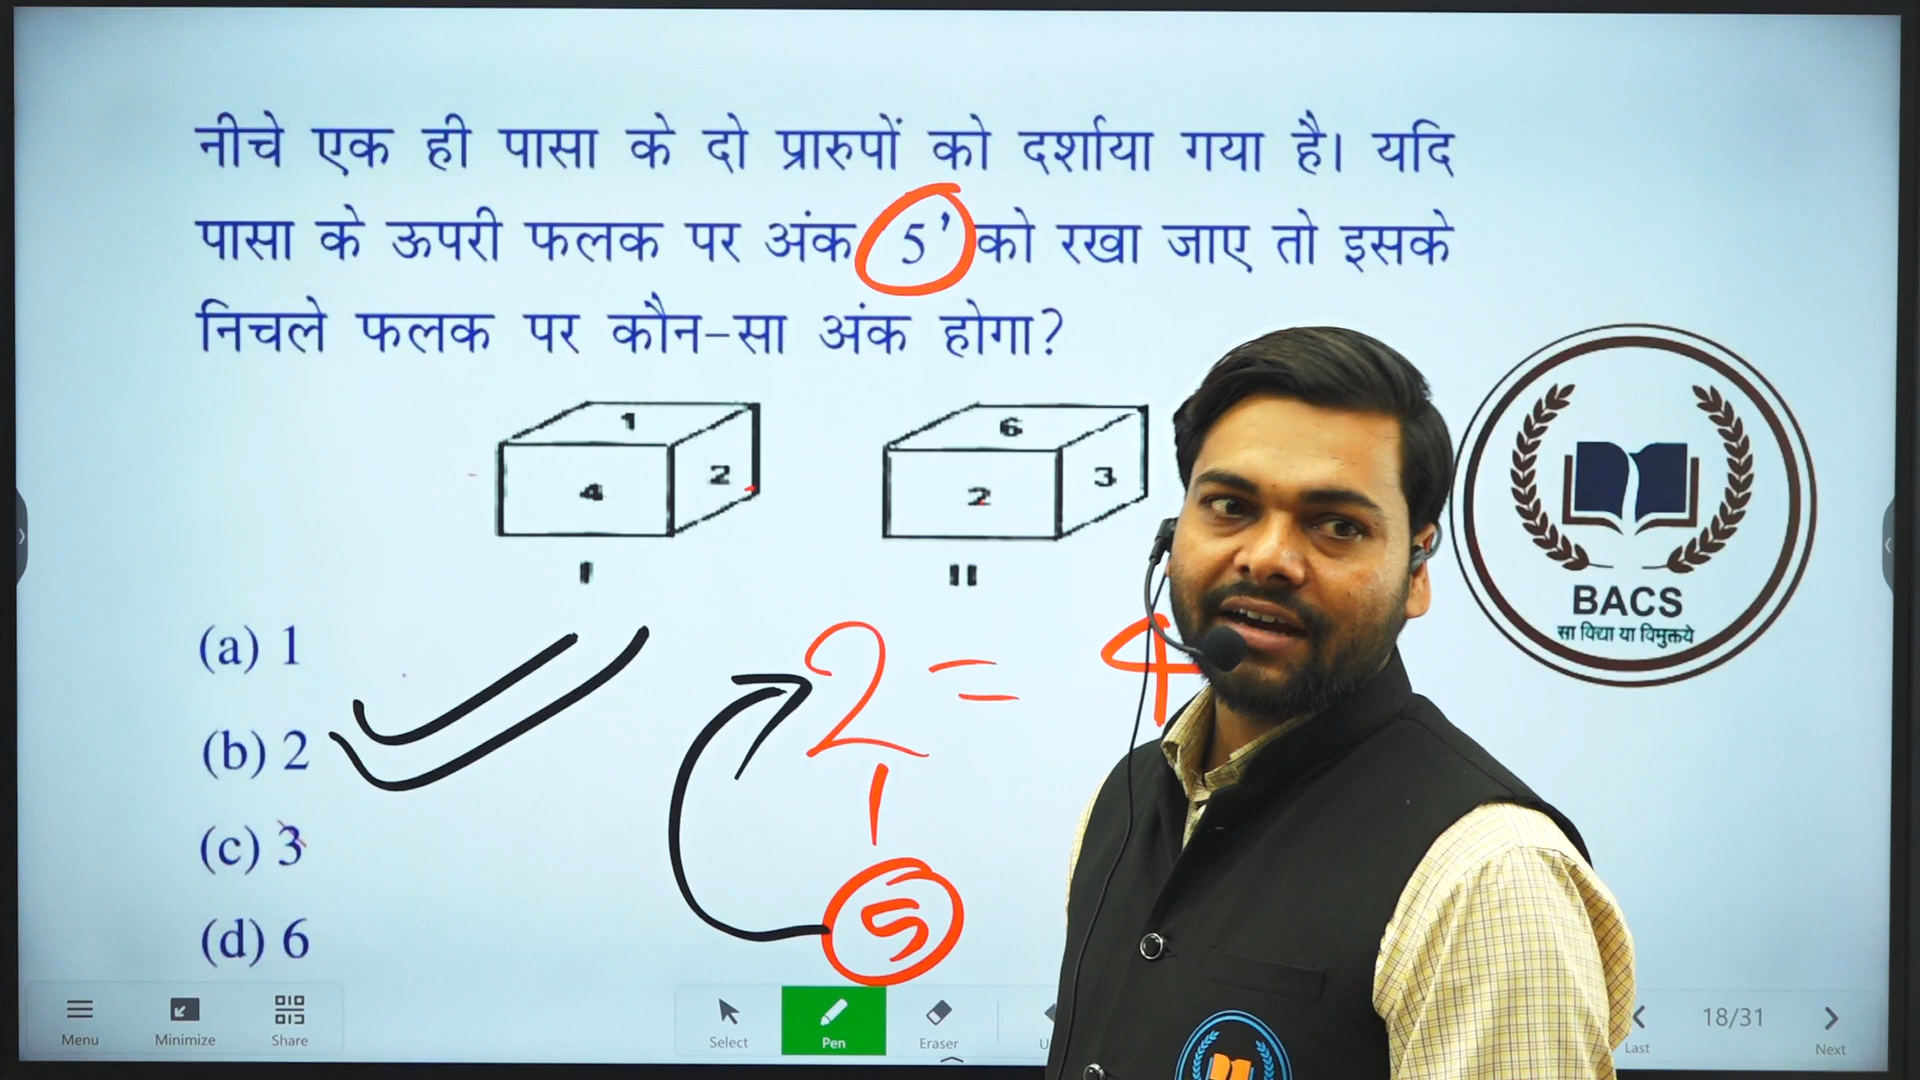 नीचे एक ही पासा के दो प्रारुपों को दर्शाया गया है। यदि
पासा के ऊपरी फलक पर अंक 5' को रखा जाए तो इसके
निचले फलक पर कौन-सा अंक होगा?
1
4
2
I
6
2
3
II
(a) 1
(b) 2
(c) 3
(d) 6
2 = 4
1
5
BACS
सा विद्या या विमुक्तये
Menu
Minimize
Share
Select
Pen
Eraser
Last
18/31
Next